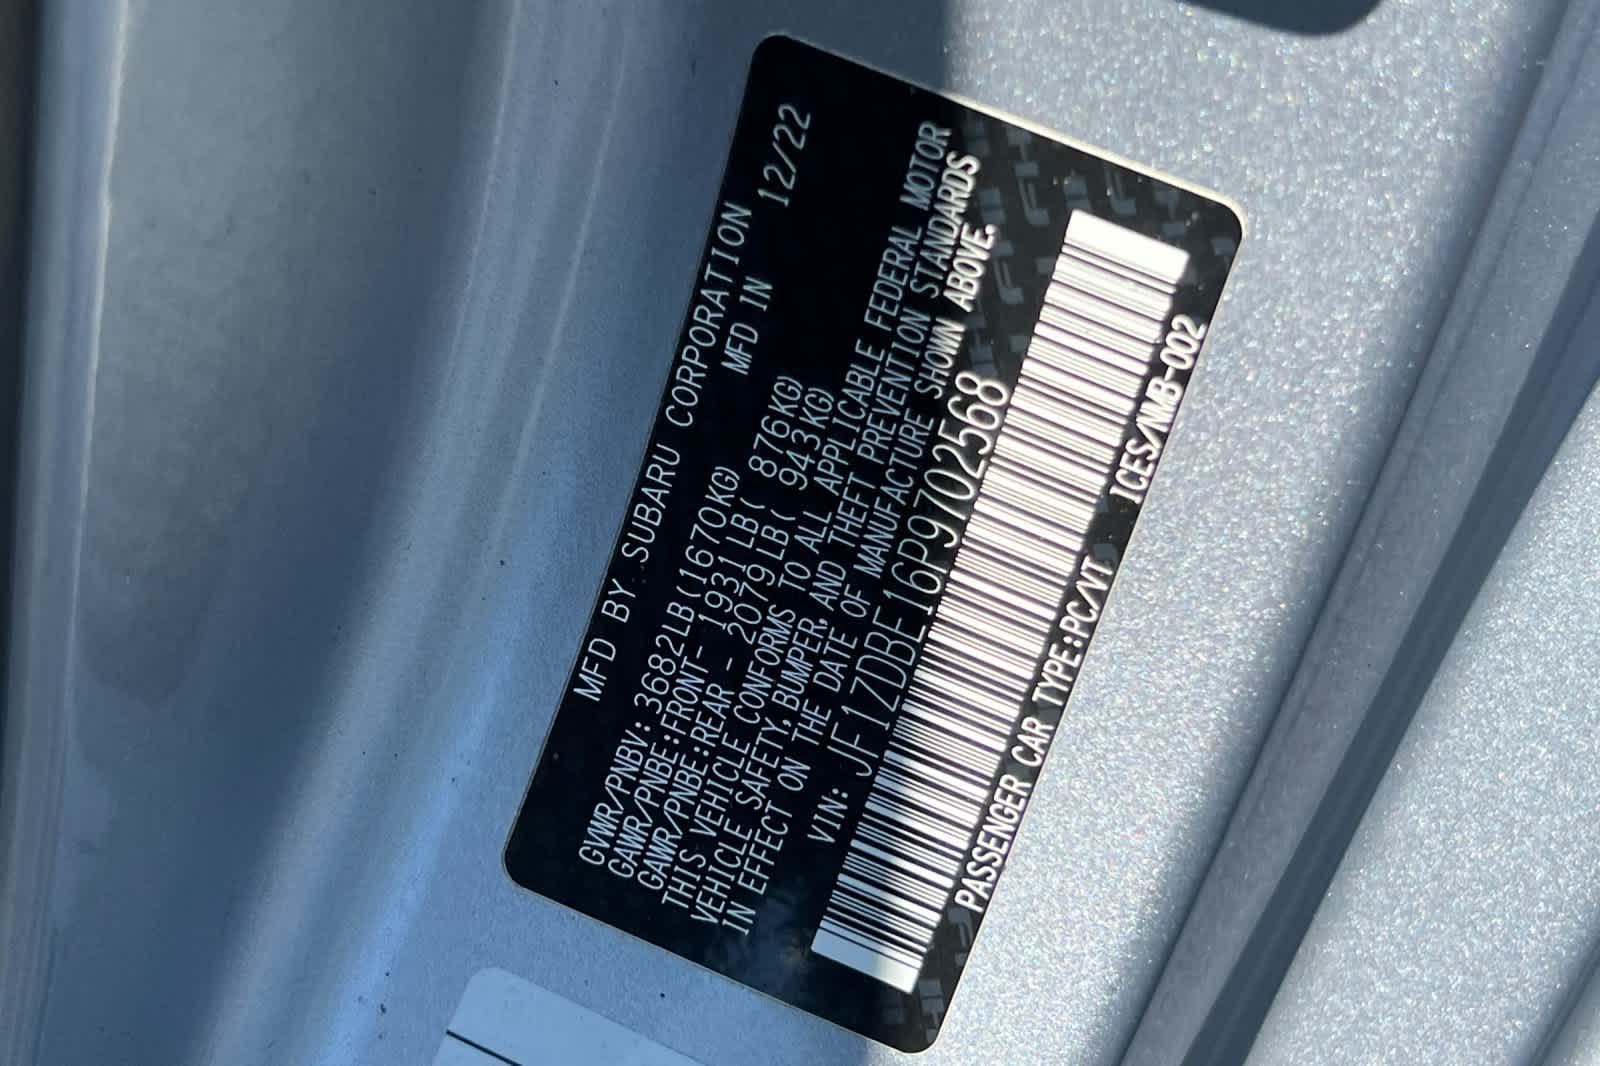 MFD BY SUBARU CORPORATION
MFD IN 12/22
GVWR/PNBV: 3682LB(1670KG)
GAWR/PNBE:FRONT- 1931LB( 876KG)
GAWR/PNBE:REAR - 2079LB( 943KG)
THIS VEHICLE CONFORMS TO ALL APPLICABLE FEDERAL MOTOR
VEHICLE SAFETY, BUMPER, AND THEFT PREVENTION STANDARDS
IN EFFECT ON THE DATE OF MANUFACTURE SHOWN ABOVE.
VIN: JF1ZDBE16P9702568
PASSENGER CAR TYPE:PC/VT ICES/NMB-002